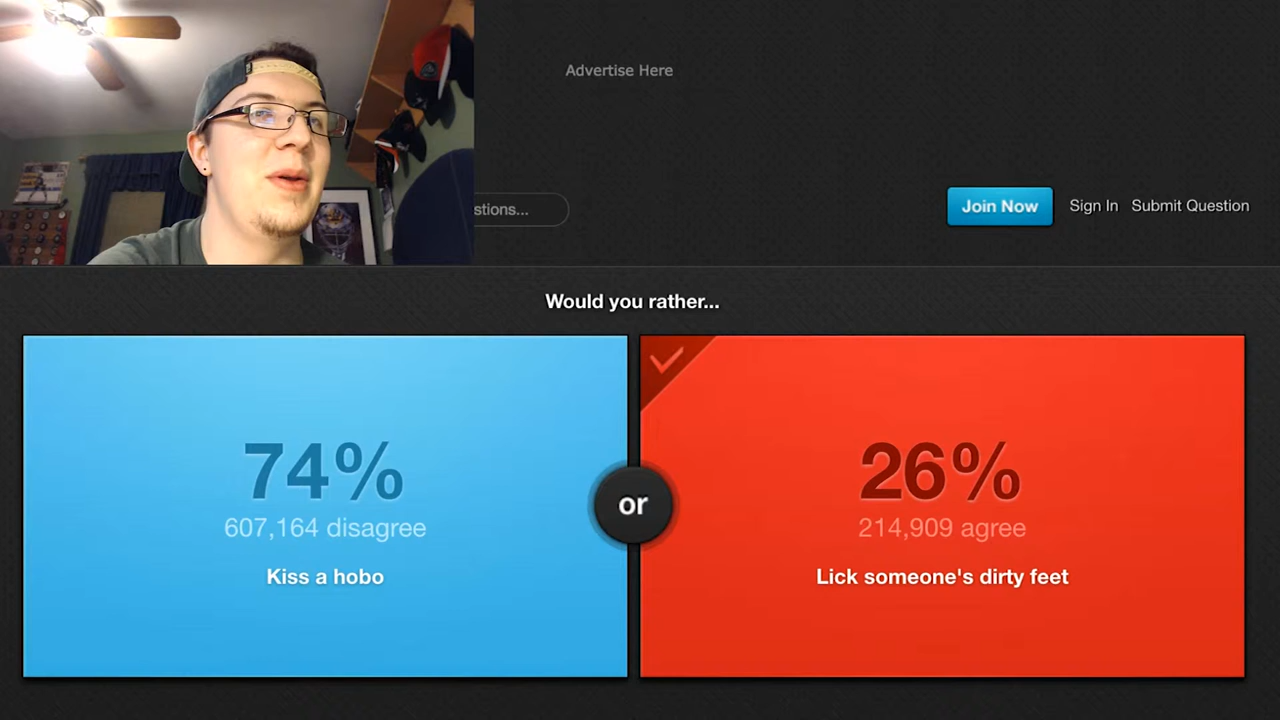 Advertise Here
stions...
Join Now
Sign In
Submit Question
Would you rather...
74%
607,164 disagree
Kiss a hobo
or
26%
214,909 agree
Lick someone's dirty feet